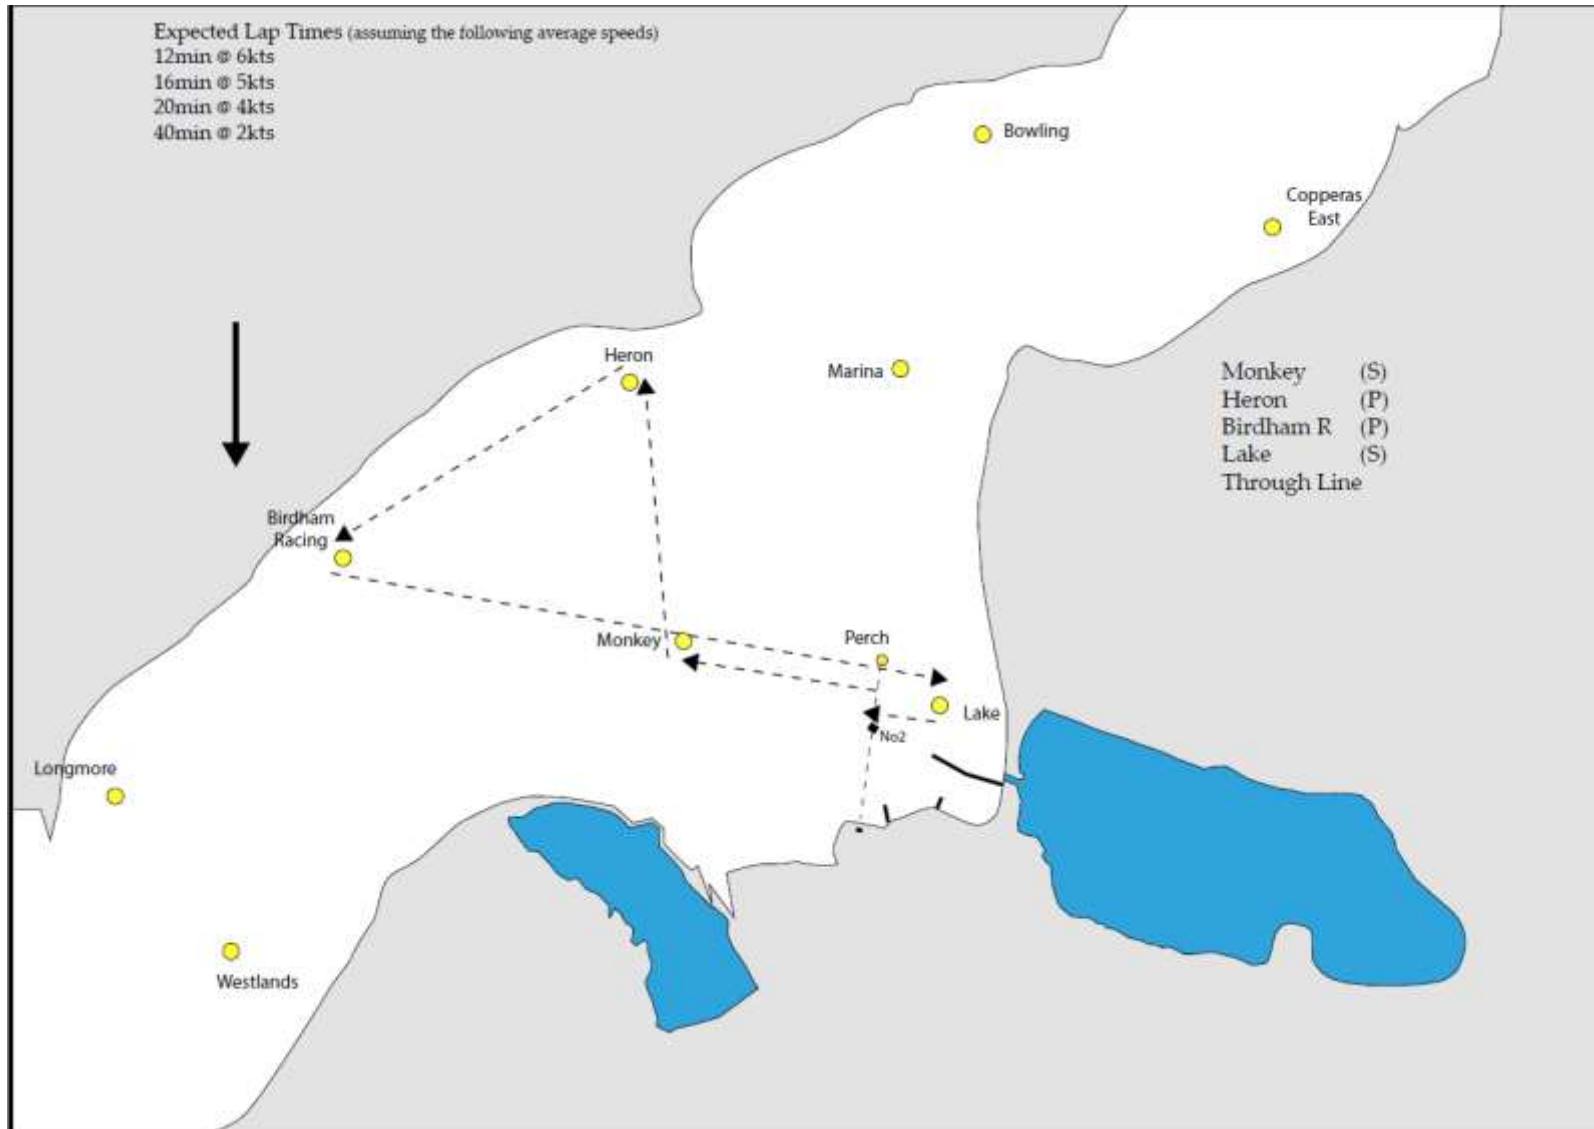 Expected Lap Times (assuming the following average speeds)
12min @ 6kts
16min @ 5kts
20min @ 4kts
40min @ 2kts
Bowling
Copperas
East
Heron
Marina
Monkey (S)
Heron (P)
Birdham R (P)
Lake (S)
Through Line
Birdham
Racing
Monkey
Perch
Lake
No2
Longmore
Westlands